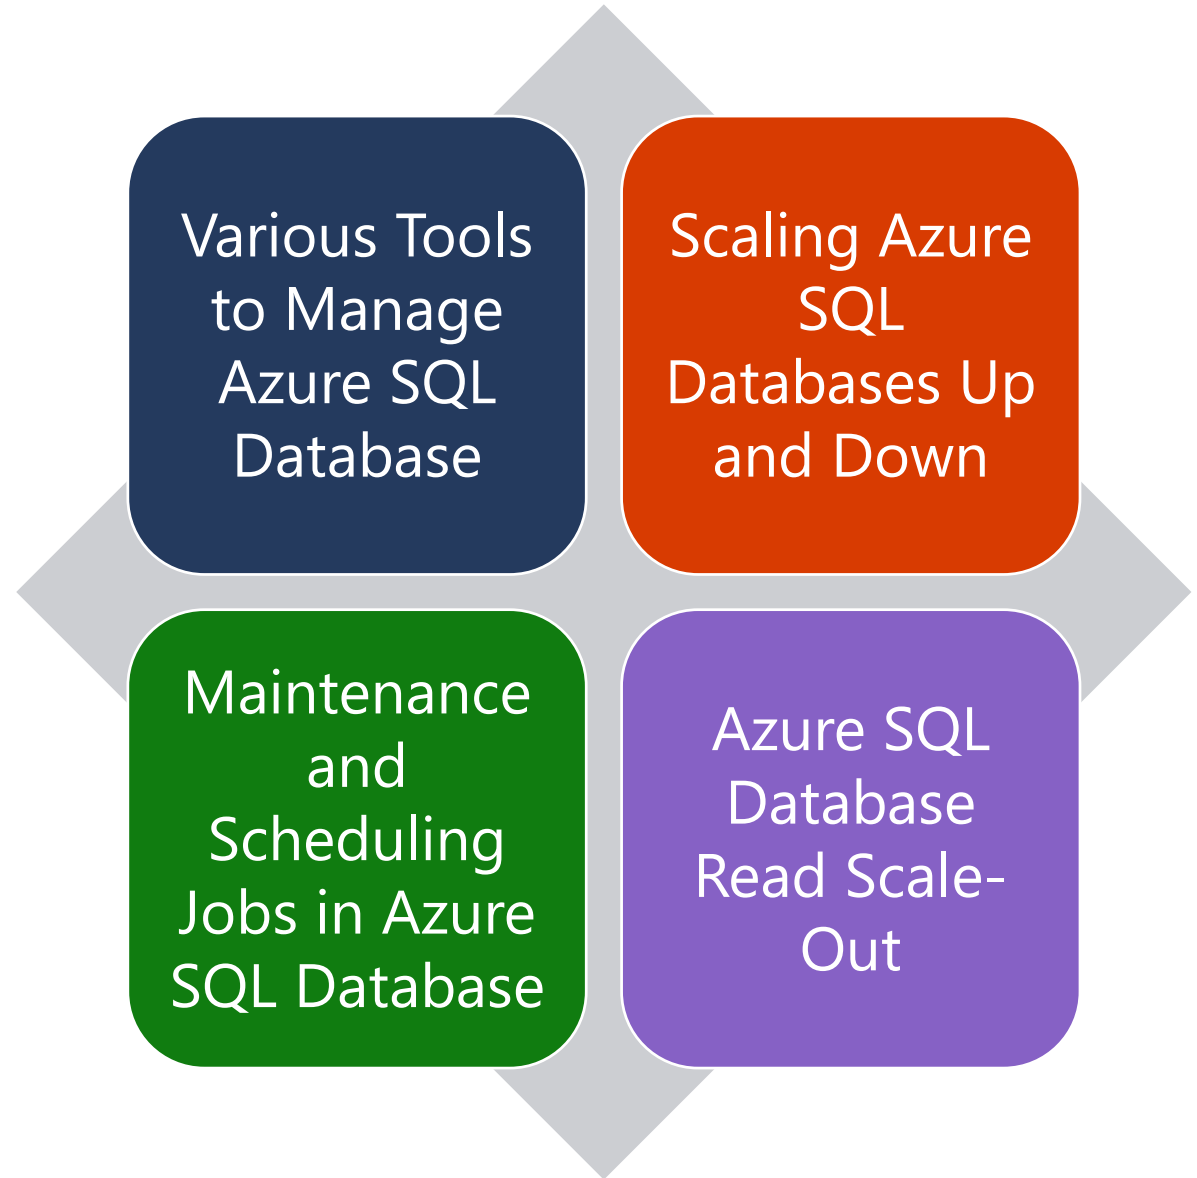 Various Tools
to Manage
Azure SQL
Database
Scaling Azure
SQL
Databases Up
and Down
Maintenance
and
Scheduling
Jobs in Azure
SQL Database
Azure SQL
Database
Read Scale-
Out